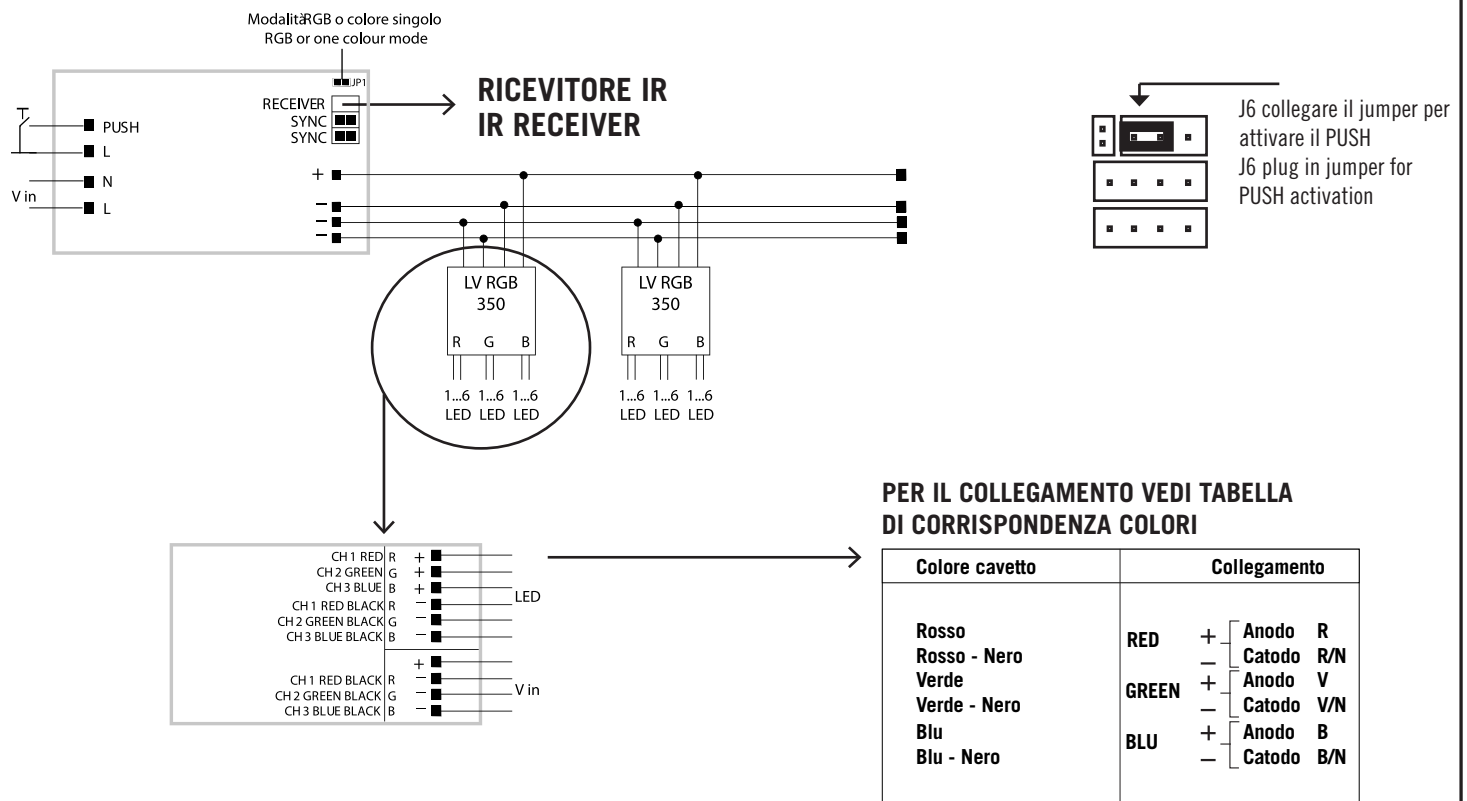 ModalitàRGB o colore singolo
RGB or one colour mode
JP1
RECEIVER
SYNC
SYNC
PUSH
L
N
L
V in
+
−
−
−
RICEVITORE IR
IR RECEIVER
J6 collegare il jumper per
attivare il PUSH
J6 plug in jumper for
PUSH activation
LV RGB
350
R G B
1...6 1...6 1...6
LED LED LED
LV RGB
350
R G B
1...6 1...6 1...6
LED LED LED
CH 1 RED R +
CH 2 GREEN G +
CH 3 BLUE B +
CH 1 RED BLACK R −
CH 2 GREEN BLACK G −
CH 3 BLUE BLACK B −
LED
+
CH 1 RED BLACK R −
CH 2 GREEN BLACK G −
CH 3 BLUE BLACK B −
V in
PER IL COLLEGAMENTO VEDI TABELLA
DI CORRISPONDENZA COLORI
Colore cavetto Collegamento
Rosso RED + Anodo R
Rosso - Nero − Catodo R/N
Verde GREEN + Anodo V
Verde - Nero − Catodo V/N
Blu BLU + Anodo B
Blu - Nero − Catodo B/N